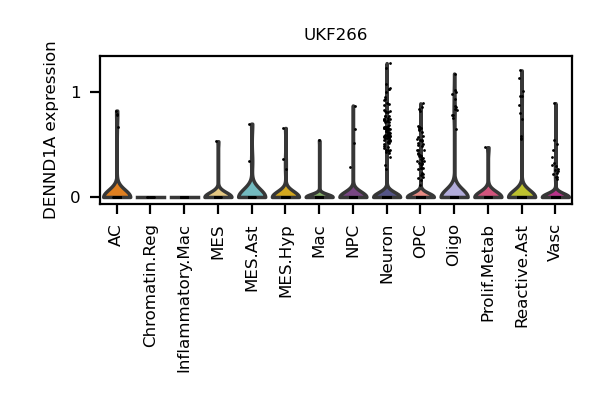 UKF266
DENND1A expression
1
0
AC
Chromatin.Reg
Inflammatory.Mac
MES
MES.Ast
MES.Hyp
Mac
NPC
Neuron
OPC
Oligo
Prolif.Metab
Reactive.Ast
Vasc